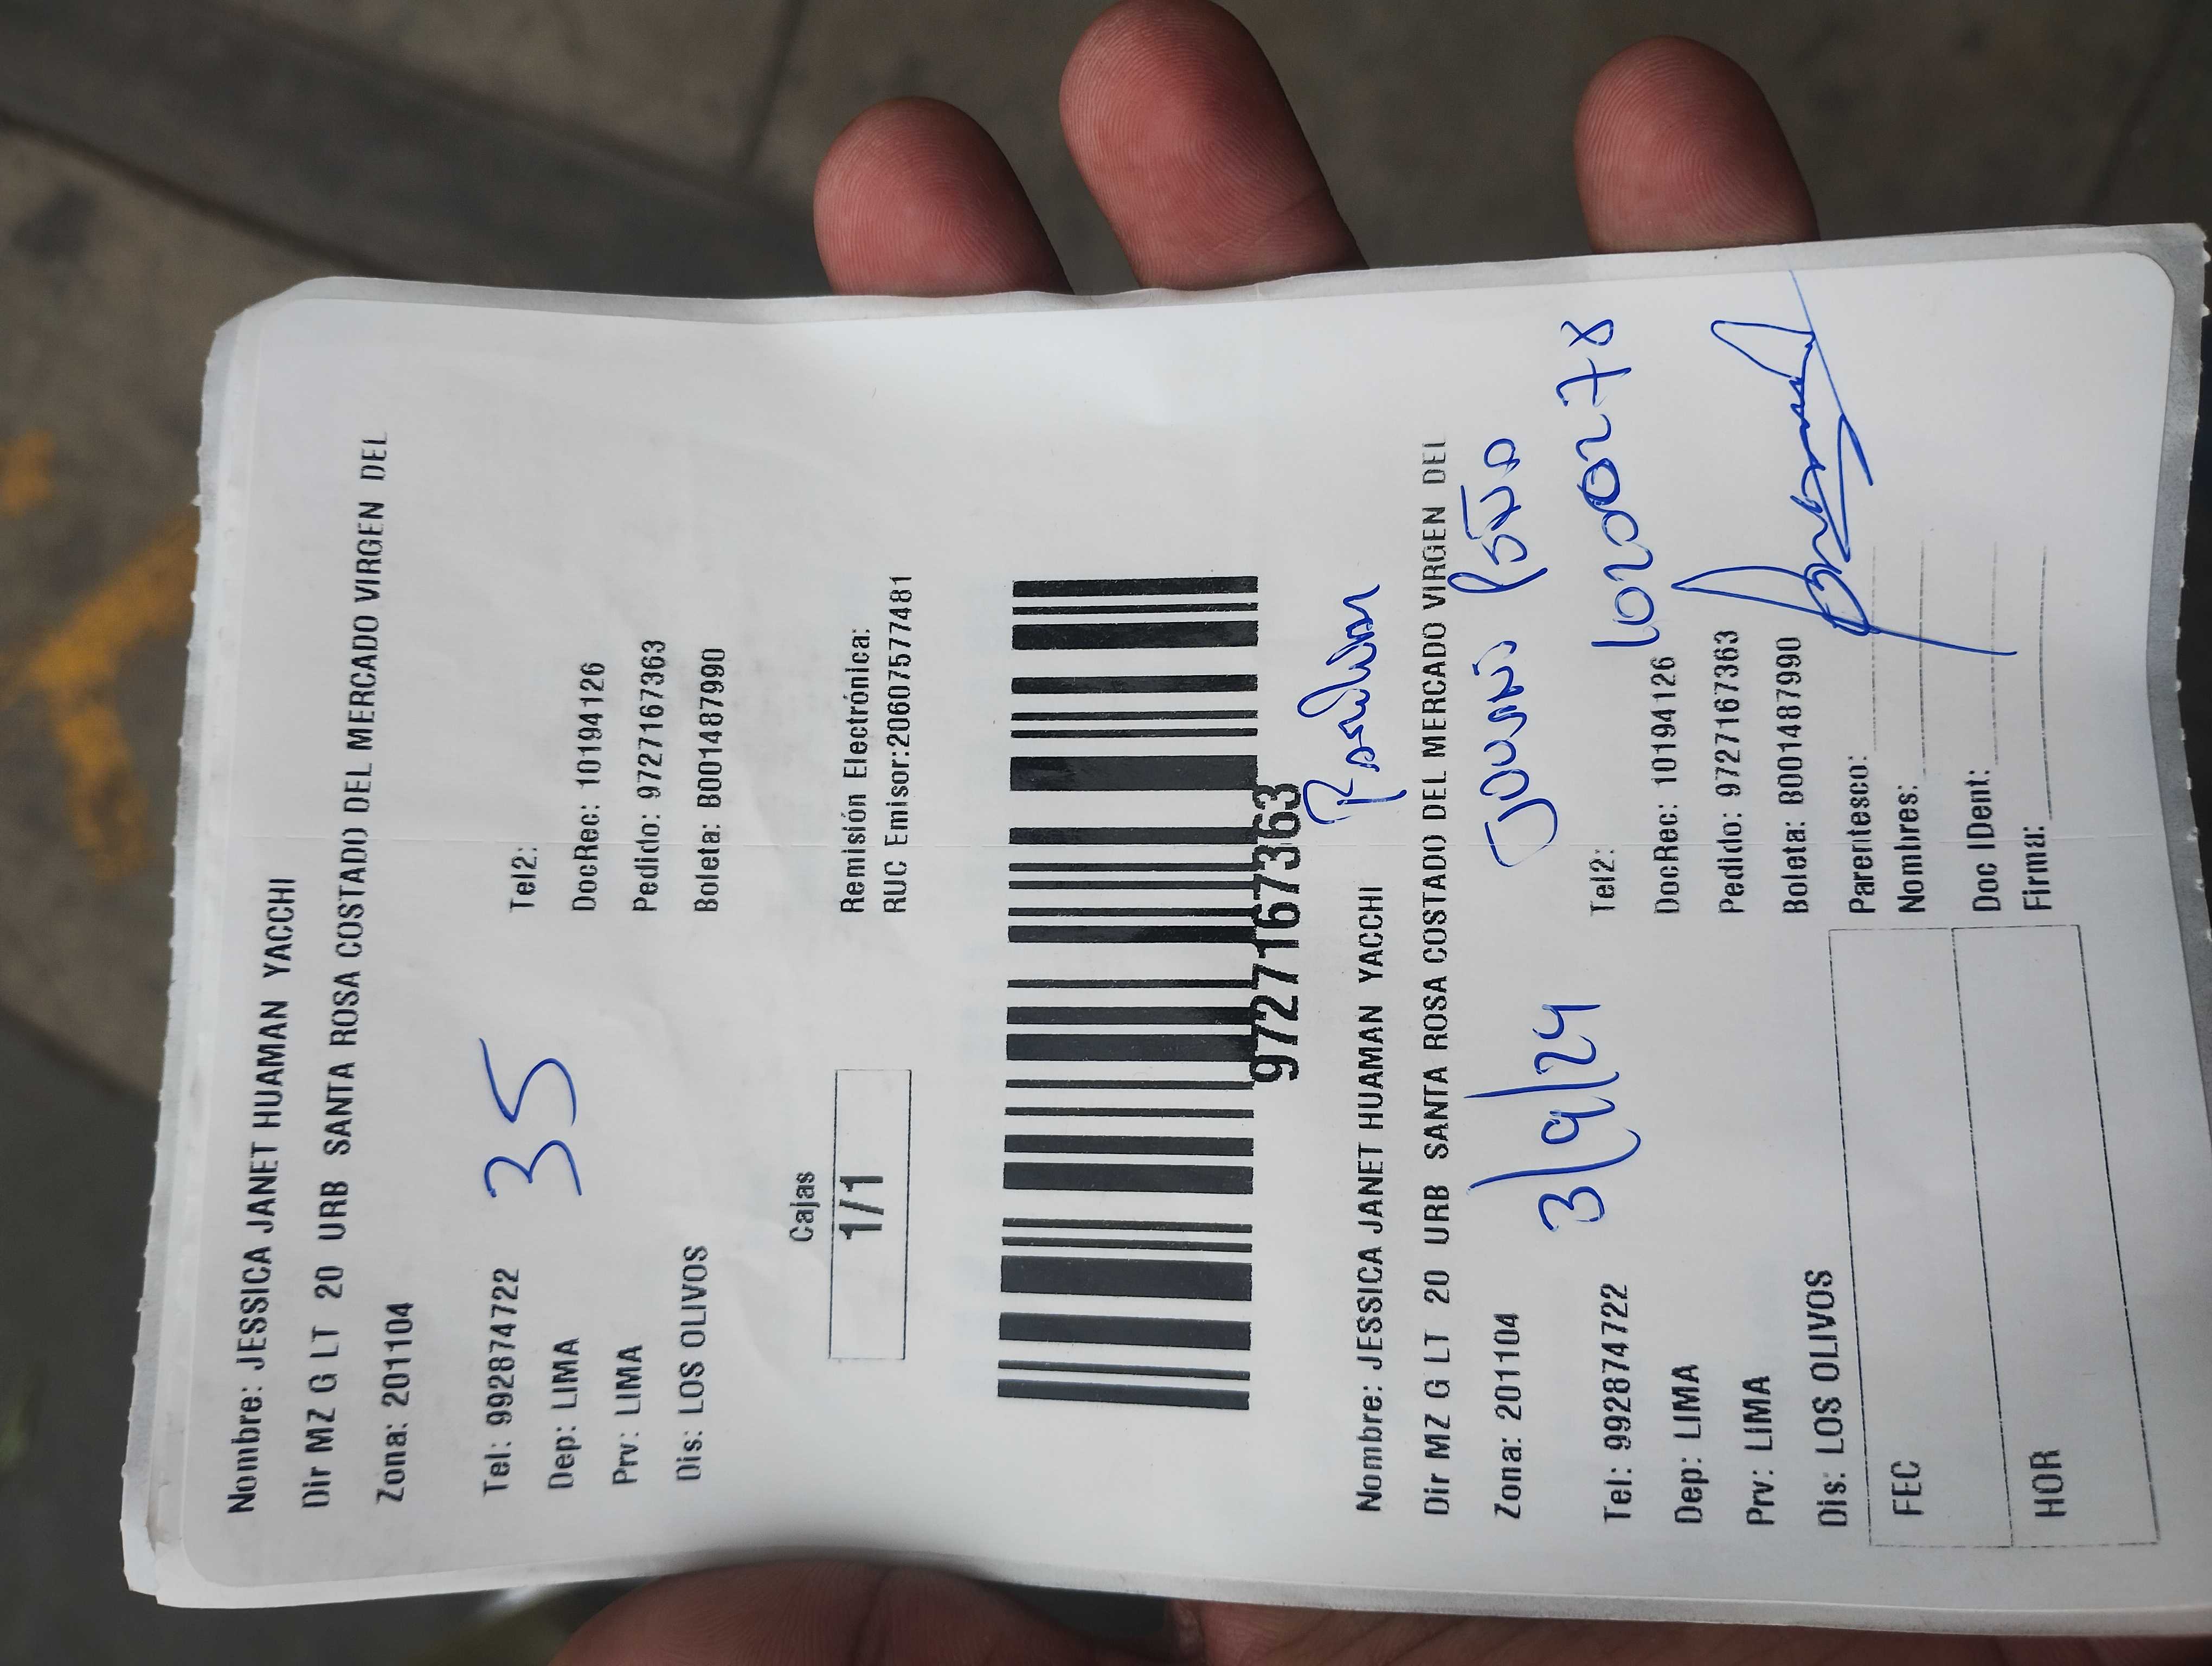 Nombre: JESSICA JANET HUAMAN YACCHI
Dir MZ G LT 20 URB SANTA ROSA COSTADO DEL MERCADO VIRGEN DEL
Zona: 201104
35
Tel: 992874722 Tel2:
Dep: LIMA DocRec: 10194126
Prv: LIMA Pedido: 9727167363
Dis: LOS OLIVOS Boleta: B001487990
Cajas
1/1
Remisión Electrónica:
RUC Emisor:20607577481
9727167363
Nombre: JESSICA JANET HUAMAN YACCHI
Dir MZ G LT 20 URB SANTA ROSA COSTADO DEL MERCADO VIRGEN DEL
Zona: 201104
3/9/24
10200278
Tel: 992874722 Tel2:
Dep: LIMA DocRec: 10194126
Prv: LIMA Pedido: 9727167363
Dis: LOS OLIVOS Boleta: B001487990
FEC
HOR
Parentesco:
Nombres:
Doc IDent:
Firma: